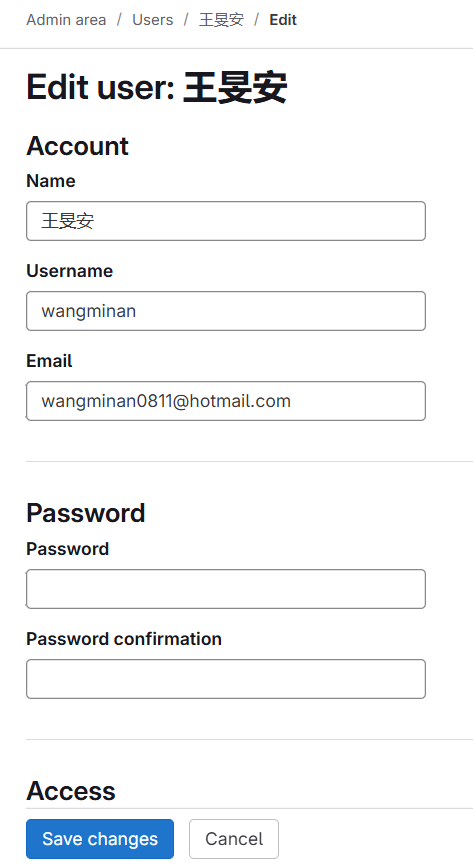 Admin area / Users / 王旻安 / Edit
Edit user: 王旻安
Account
Name
王旻安
Username
wangminan
Email
wangminan0811@hotmail.com
Password
Password
Password confirmation
Access
Save changes Cancel